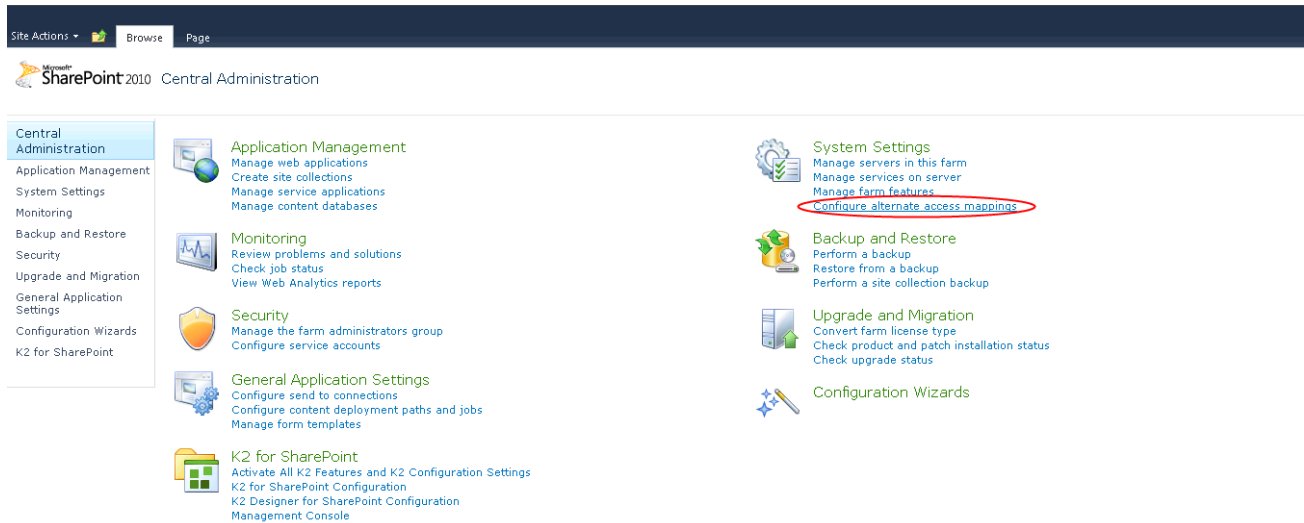 Site Actions
Browse
Page
Microsoft
SharePoint 2010 Central Administration
Central
Administration
Application Management
System Settings
Monitoring
Backup and Restore
Security
Upgrade and Migration
General Application
Settings
Configuration Wizards
K2 for SharePoint
Application Management
Manage web applications
Create site collections
Manage service applications
Manage content databases
Monitoring
Review problems and solutions
Check job status
View Web Analytics reports
Security
Manage the farm administrators group
Configure service accounts
General Application Settings
Configure send to connections
Configure content deployment paths and jobs
Manage form templates
K2 for SharePoint
Activate All K2 Features and K2 Configuration Settings
K2 for SharePoint Configuration
K2 Designer for SharePoint Configuration
Management Console
System Settings
Manage servers in this farm
Manage services on server
Manage farm features
Configure alternate access mappings
Backup and Restore
Perform a backup
Restore from a backup
Perform a site collection backup
Upgrade and Migration
Convert farm license type
Check product and patch installation status
Check upgrade status
Configuration Wizards